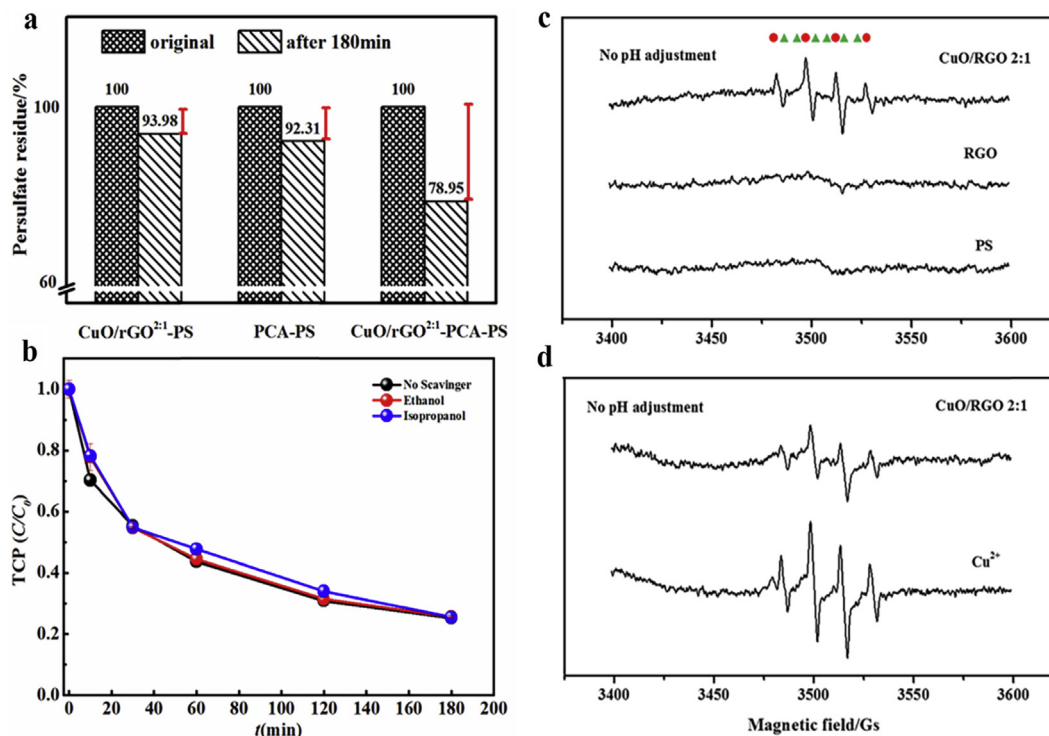 a
original
after 180min
Persulfate residue/%
100
60
100
93.98
100
92.31
100
78.95
CuO/rGO2:1-PS
PCA-PS
CuO/rGO2:1-PCA-PS
b
No Scavinger
Ethanol
Isopropanol
TCP (C/C0)
1.0
0.8
0.6
0.4
0.2
0.0
0 20 40 60 80 100 120 140 160 180 200
t(min)
c
No pH adjustment
CuO/RGO 2:1
RGO
PS
3400 3450 3500 3550 3600
d
No pH adjustment
CuO/RGO 2:1
Cu2+
3400 3450 3500 3550 3600
Magnetic field/Gs